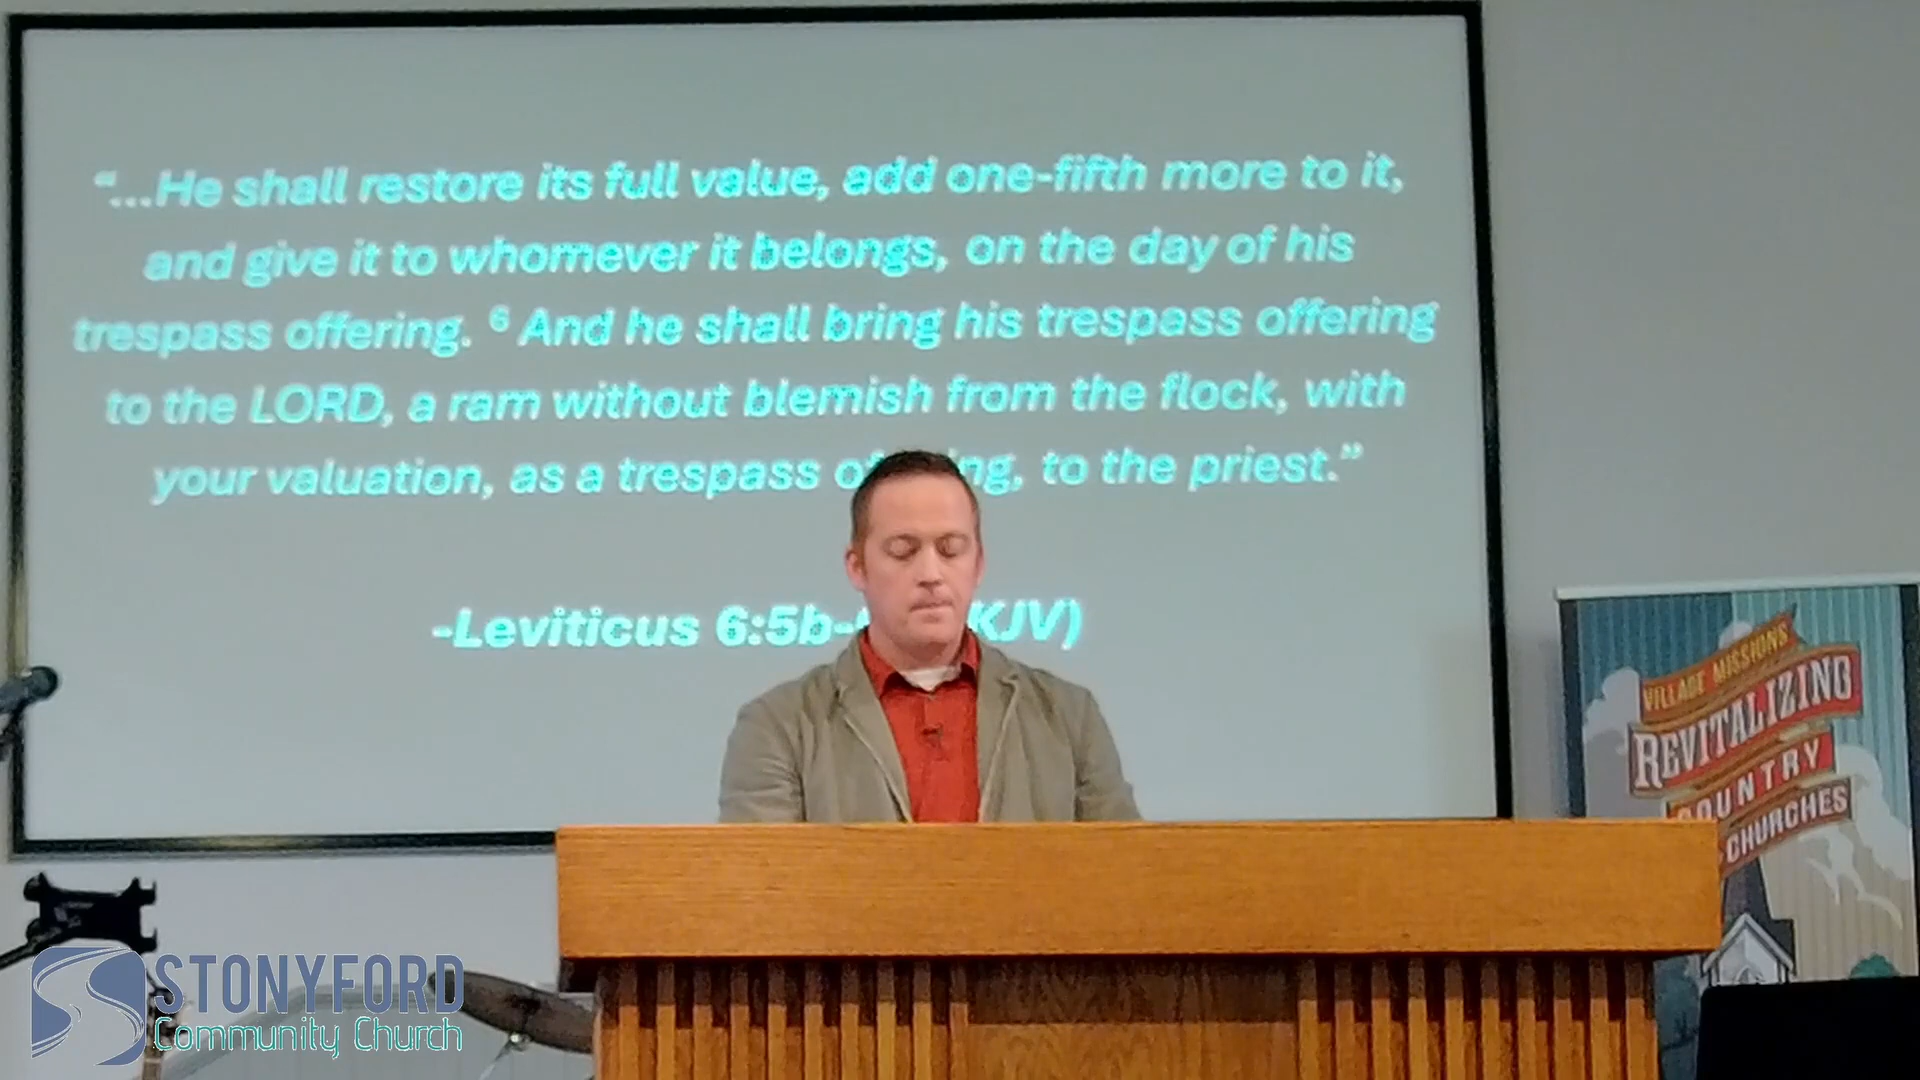 “...He shall restore its full value, add one-fifth more to it,
and give it to whomever it belongs, on the day of his
trespass offering. ⁶ And he shall bring his trespass offering
to the LORD, a ram without blemish from the flock, with
your valuation, as a trespass of ng, to the priest.”
-Leviticus 6:5b- KJV)
VILLAGE MISSIONS
REVITALIZING
COUNTRY
CHURCHES
STONYFORD
Community Church